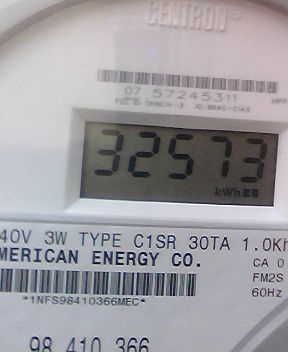 CENTRON®
07 57245311
32573
kWh
40V 3W TYPE C1SR 30TA 1.0Kh
MERICAN ENERGY CO.
CA 0
FM2S
60Hz
*1NFS98410366MEC*
98 410 366